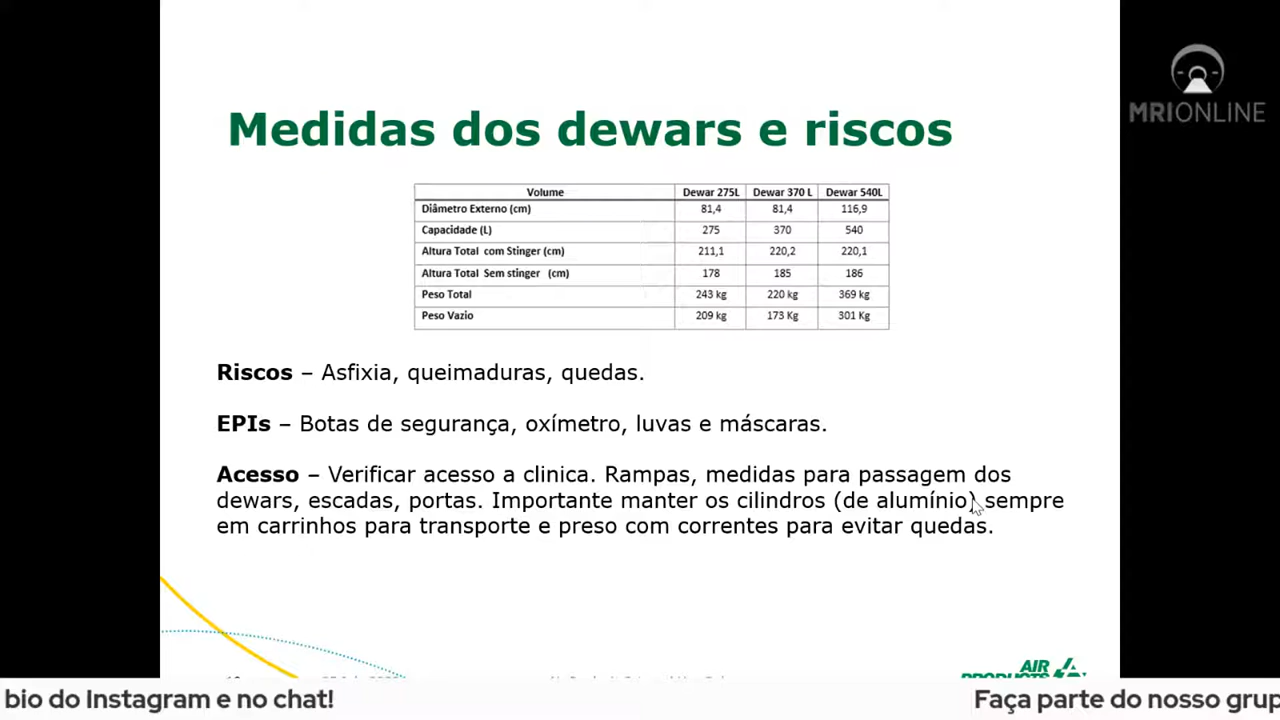 MRIONLINE
Medidas dos dewars e riscos
Volume Dewar 275L Dewar 370 L Dewar 540L
Diâmetro Externo (cm) 81,4 81,4 116,9
Capacidade (L) 275 370 540
Altura Total com Stinger (cm) 211,1 220,2 220,1
Altura Total Sem stinger (cm) 178 185 186
Peso Total 243 kg 220 kg 369 kg
Peso Vazio 209 kg 173 Kg 301 Kg
Riscos – Asfixia, queimaduras, quedas.
EPIs – Botas de segurança, oxímetro, luvas e máscaras.
Acesso – Verificar acesso a clinica. Rampas, medidas para passagem dos
dewars, escadas, portas. Importante manter os cilindros (de alumínio) sempre
em carrinhos para transporte e preso com correntes para evitar quedas.
AIR
PRODUCTS
bio do Instagram e no chat! Faça parte do nosso grup